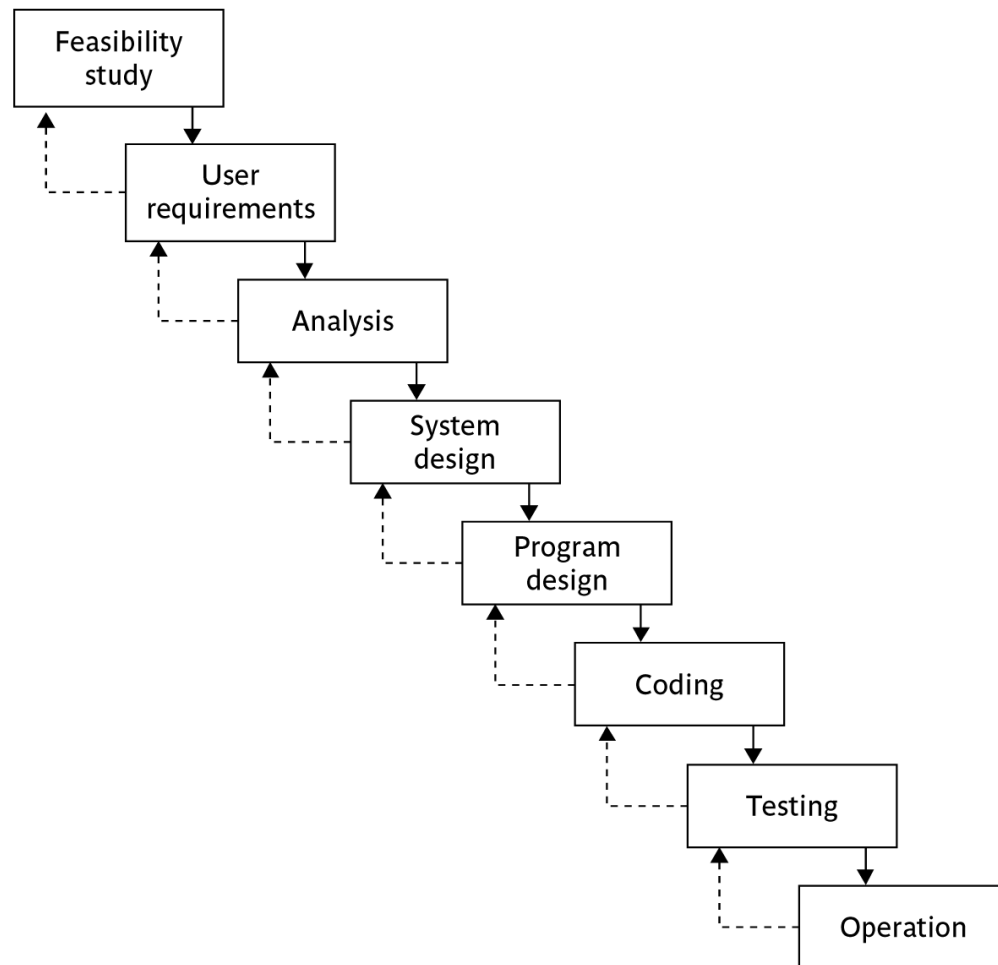 Feasibility
study
User
requirements
Analysis
System
design
Program
design
Coding
Testing
Operation